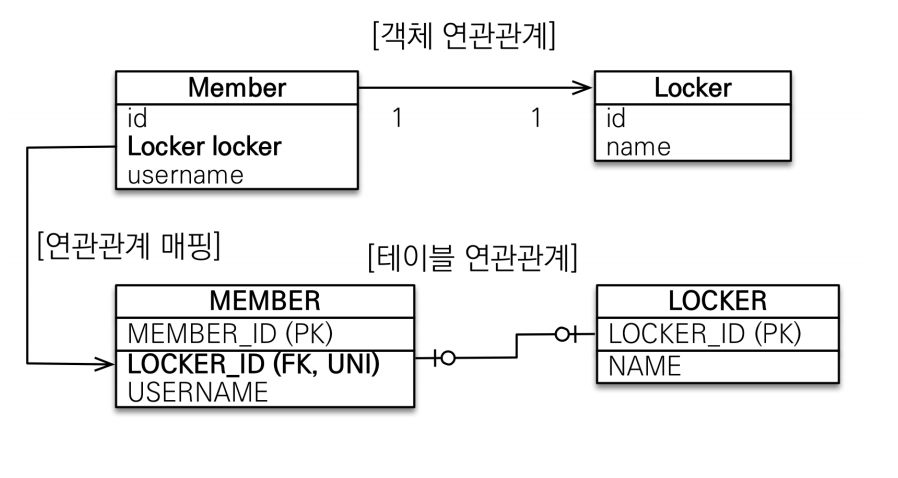 [객체 연관관계]
Member
id
Locker locker
username
1
1
Locker
id
name
[연관관계 매핑]
[테이블 연관관계]
MEMBER
MEMBER_ID (PK)
LOCKER_ID (FK, UNI)
USERNAME
LOCKER
LOCKER_ID (PK)
NAME